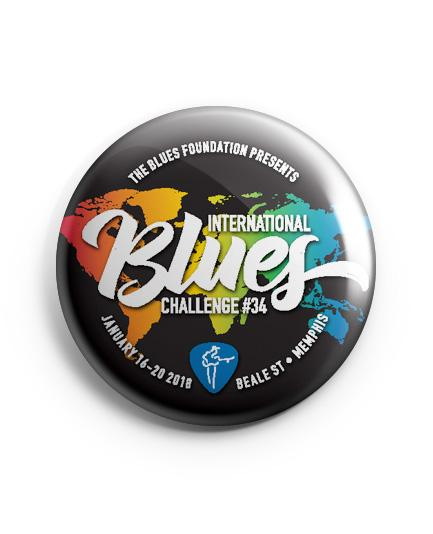 THE BLUES FOUNDATION PRESENTS
INTERNATIONAL
Blues
CHALLENGE #34
JANUARY 16-20 2018
BEALE ST • MEMPHIS